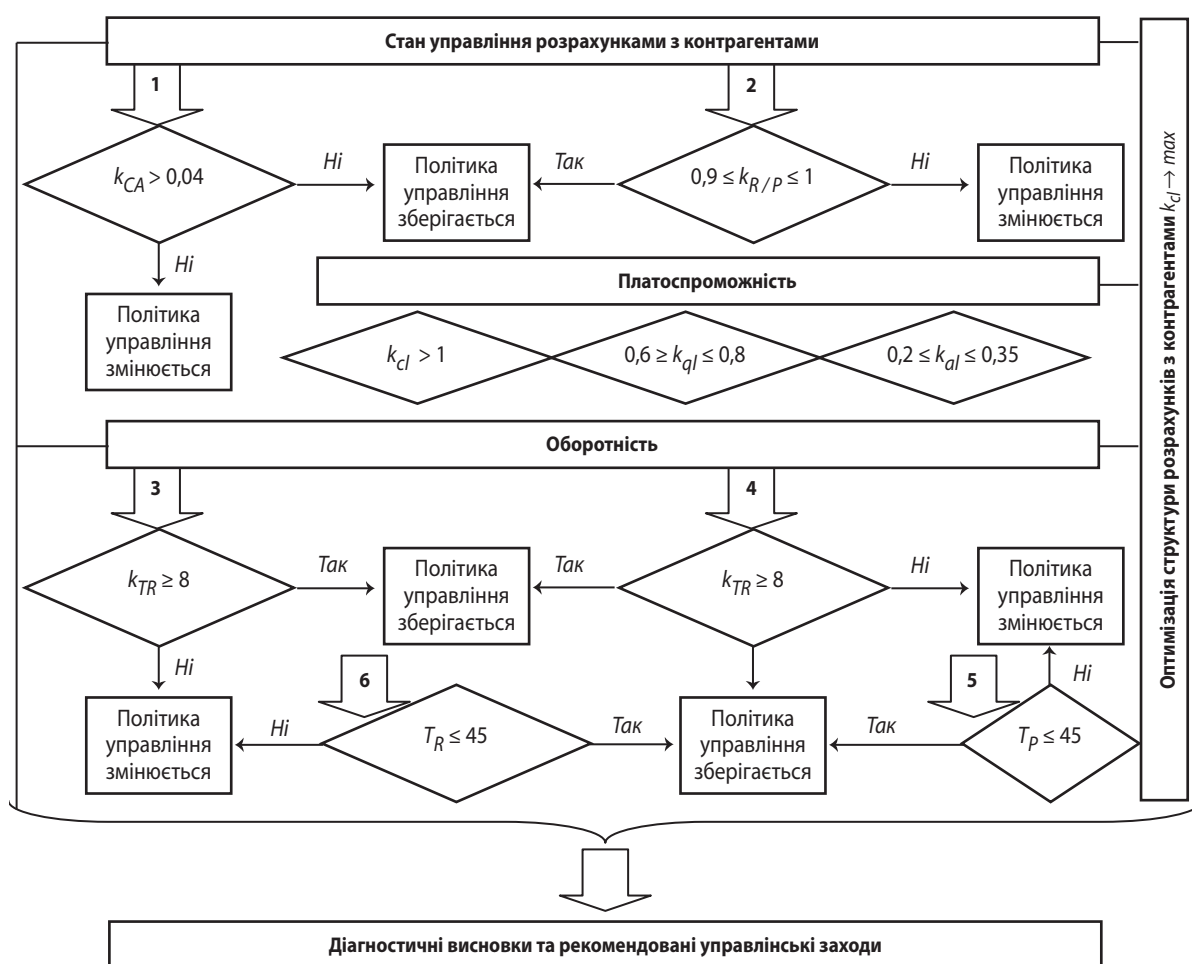 Стан управління розрахунками з контрагентами
1
2
k_CA > 0,04
Ні
Політика
управління
зберігається
Так
0,9 ≤ k_R/P ≤ 1
Ні
Політика
управління
змінюється
Ні
Політика
управління
змінюється
Платоспроможність
k_cl > 1
0,6 ≥ k_ql ≤ 0,8
0,2 ≤ k_al ≤ 0,35
Оборотність
3
4
k_TR ≥ 8
Так
Політика
управління
зберігається
Так
k_TR ≥ 8
Ні
Політика
управління
змінюється
Ні
6
5
Ні
Політика
управління
змінюється
Ні
T_R ≤ 45
Так
Політика
управління
зберігається
Так
T_P ≤ 45
Оптимізація структури розрахунків з контрагентами k_cl → max
Діагностичні висновки та рекомендовані управлінські заходи